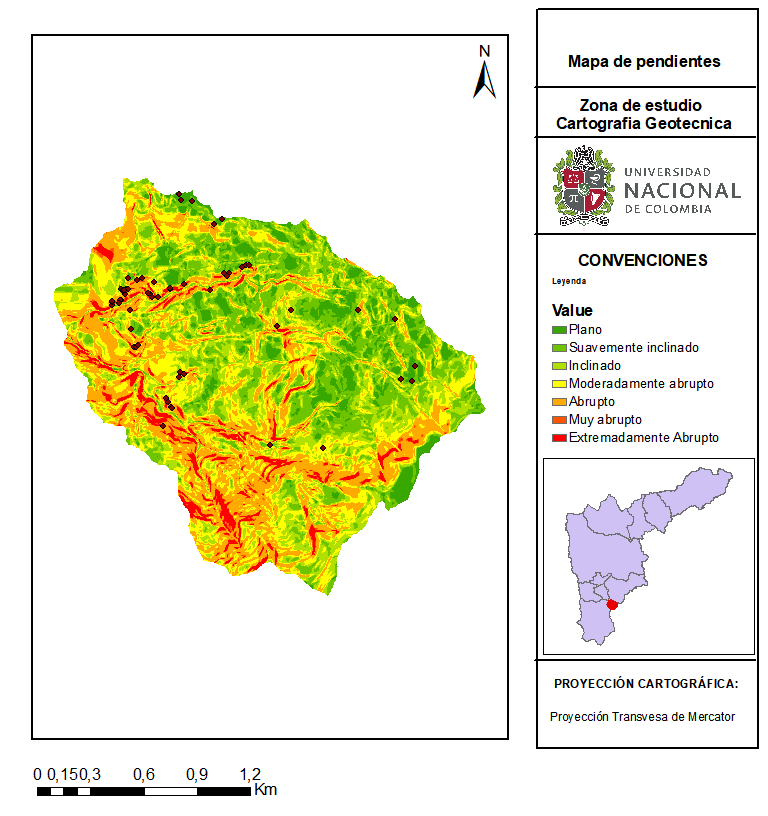 N
Mapa de pendientes
Zona de estudio
Cartografia Geotecnica
UNIVERSIDAD
NACIONAL
DE COLOMBIA
CONVENCIONES
Leyenda
Value
Plano
Suavemente inclinado
Inclinado
Moderadamente abrupto
Abrupto
Muy abrupto
Extremadamente Abrupto
PROYECCIÓN CARTOGRÁFICA:
Proyección Transvesa de Mercator
0 0,150,3 0,6 0,9 1,2
Km